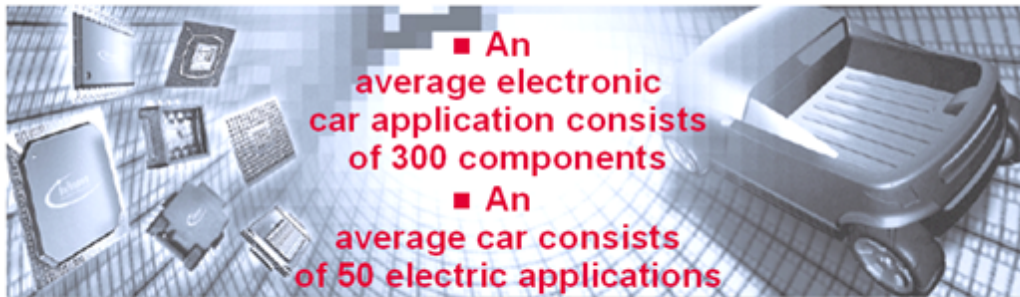 ■ An
average electronic
car application consists
of 300 components
■ An
average car consists
of 50 electric applications